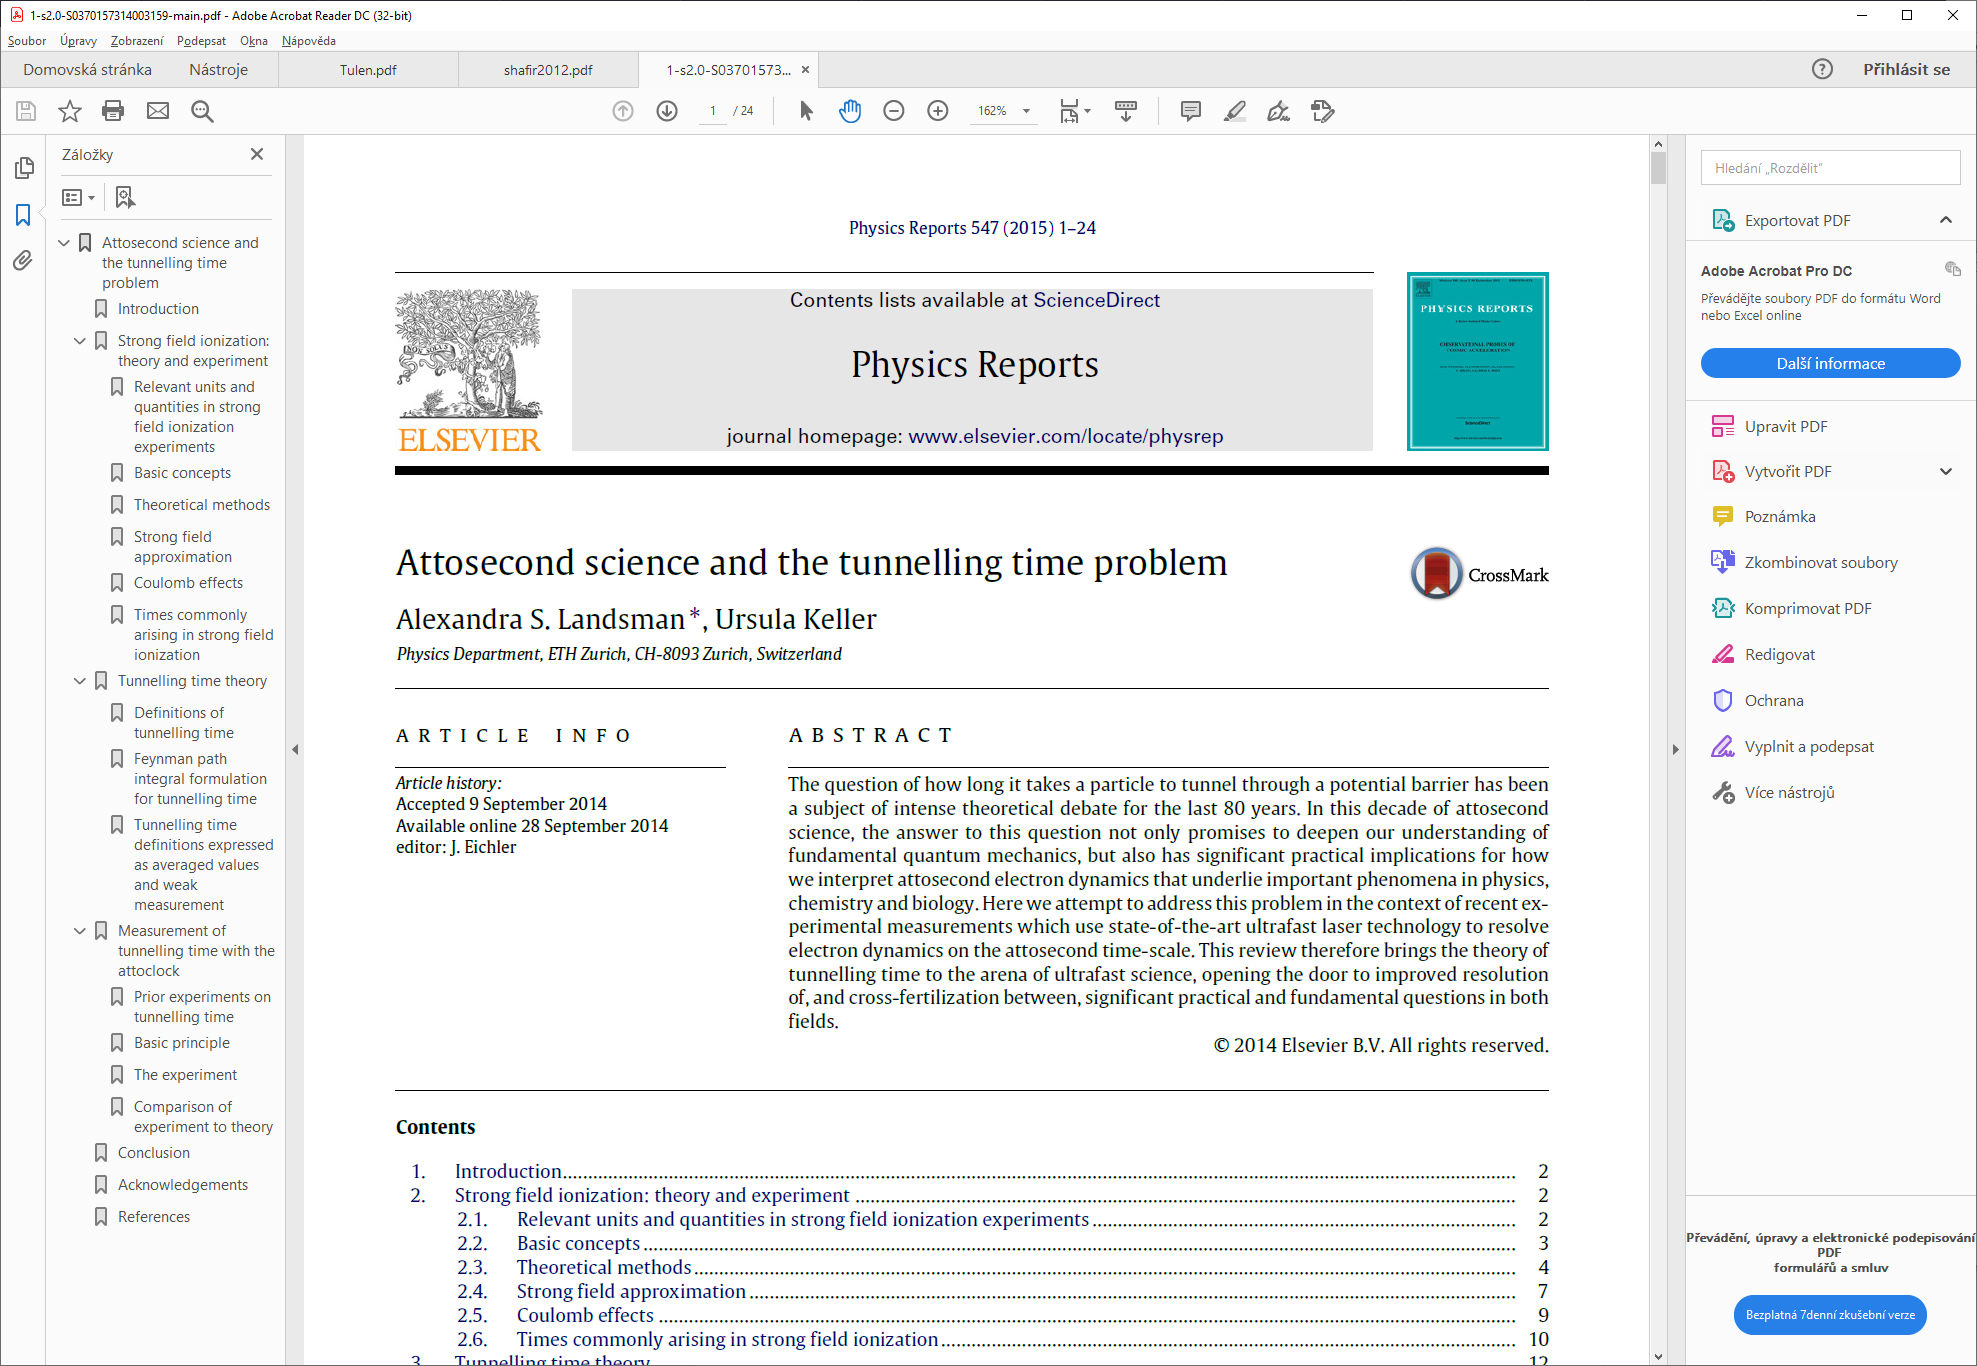 1-s2.0-S0370157314003159-main.pdf - Adobe Acrobat Reader DC (32-bit)
Soubor Úpravy Zobrazení Podepsat Okna Nápověda
Domovská stránka Nástroje Tulen.pdf shafir2012.pdf 1-s2.0-S03701573... Přihlásit se
1 / 24 162%
Záložky
Attosecond science and
the tunnelling time
problem
Introduction
Strong field ionization:
theory and experiment
Relevant units and
quantities in strong
field ionization
experiments
Basic concepts
Theoretical methods
Strong field
approximation
Coulomb effects
Times commonly
arising in strong field
ionization
Tunnelling time theory
Definitions of
tunnelling time
Feynman path
integral formulation
for tunnelling time
Tunnelling time
definitions expressed
as averaged values
and weak
measurement
Measurement of
tunnelling time with the
attoclock
Prior experiments on
tunnelling time
Basic principle
The experiment
Comparison of
experiment to theory
Conclusion
Acknowledgements
References
Physics Reports 547 (2015) 1–24
Contents lists available at ScienceDirect
Physics Reports
journal homepage: www.elsevier.com/locate/physrep
NON SOLUS
ELSEVIER
PHYSICS REPORTS
OBSERVATIONAL PROBES OF
COSMIC ACCELERATION
ScienceDirect
Attosecond science and the tunnelling time problem
CrossMark
Alexandra S. Landsman*, Ursula Keller
Physics Department, ETH Zurich, CH-8093 Zurich, Switzerland
ARTICLE INFO
Article history:
Accepted 9 September 2014
Available online 28 September 2014
editor: J. Eichler
ABSTRACT
The question of how long it takes a particle to tunnel through a potential barrier has been
a subject of intense theoretical debate for the last 80 years. In this decade of attosecond
science, the answer to this question not only promises to deepen our understanding of
fundamental quantum mechanics, but also has significant practical implications for how
we interpret attosecond electron dynamics that underlie important phenomena in physics,
chemistry and biology. Here we attempt to address this problem in the context of recent ex-
perimental measurements which use state-of-the-art ultrafast laser technology to resolve
electron dynamics on the attosecond time-scale. This review therefore brings the theory of
tunnelling time to the arena of ultrafast science, opening the door to improved resolution
of, and cross-fertilization between, significant practical and fundamental questions in both
fields.
© 2014 Elsevier B.V. All rights reserved.
Contents
1. Introduction 2
2. Strong field ionization: theory and experiment 2
2.1. Relevant units and quantities in strong field ionization experiments 2
2.2. Basic concepts 3
2.3. Theoretical methods 4
2.4. Strong field approximation 7
2.5. Coulomb effects 9
2.6. Times commonly arising in strong field ionization 10
3. Tunnelling time theory 12
Hledání „Rozdělit"
Exportovat PDF
Adobe Acrobat Pro DC
Převádějte soubory PDF do formátu Word
nebo Excel online
Další informace
Upravit PDF
Vytvořit PDF
Poznámka
Zkombinovat soubory
Komprimovat PDF
Redigovat
Ochrana
Vyplnit a podepsat
Více nástrojů
Převádění, úpravy a elektronické podepisování
PDF
formulářů a smluv
Bezplatná 7denní zkušební verze